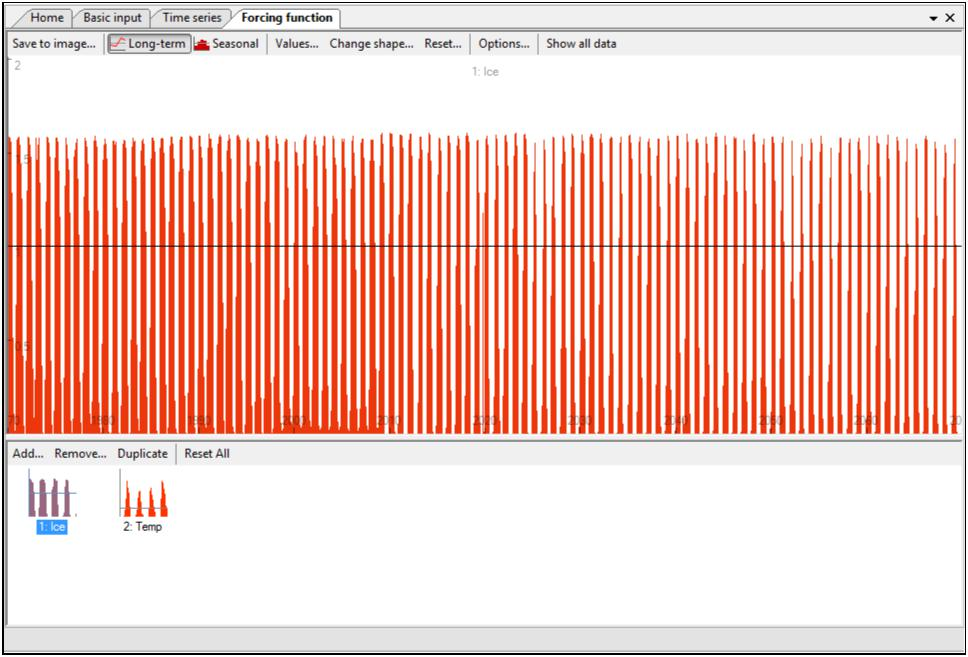 Home Basic input Time series Forcing function
Save to image... Long-term Seasonal Values... Change shape... Reset... Options... Show all data
2
1: Ice
1.5
1
0.5
1980 1990 2000 2010 2020 2030 2040 2050 2060
Add... Remove... Duplicate Reset All
1: Ice 2: Temp